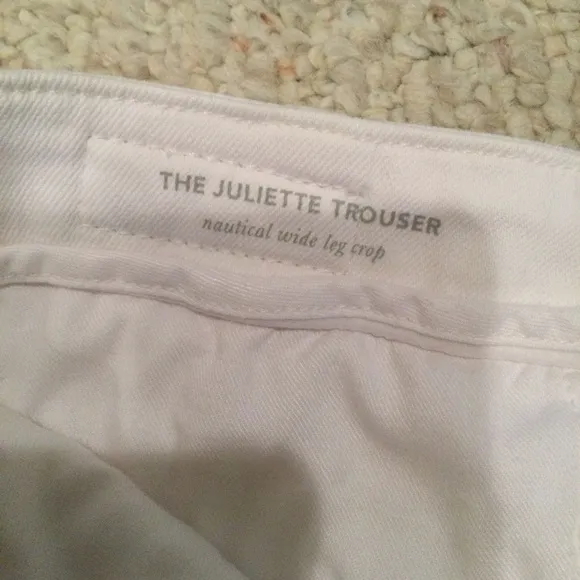 THE JULIETTE TROUSER
nautical wide leg crop